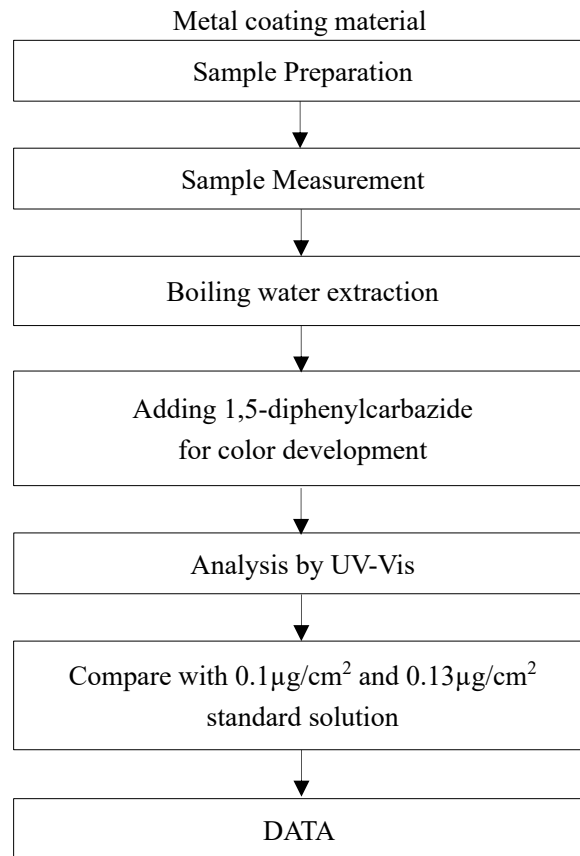 Metal coating material
Sample Preparation
Sample Measurement
Boiling water extraction
Adding 1,5-diphenylcarbazide
for color development
Analysis by UV-Vis
Compare with 0.1µg/cm² and 0.13µg/cm²
standard solution
DATA